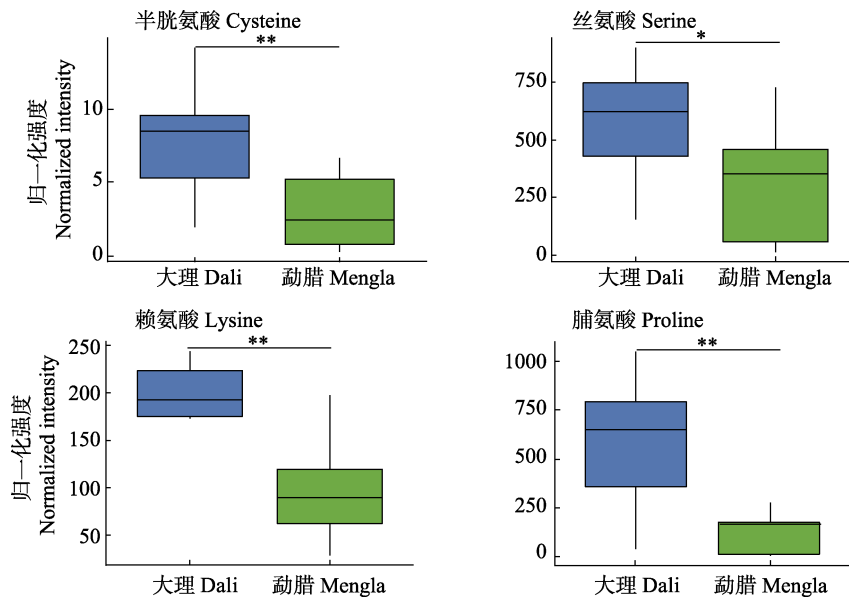 半胱氨酸 Cysteine
**
归一化强度
Normalized intensity
10
5
0
大理 Dali
勐腊 Mengla
丝氨酸 Serine
*
750
500
250
0
大理 Dali
勐腊 Mengla
赖氨酸 Lysine
**
归一化强度
Normalized intensity
250
200
150
100
50
大理 Dali
勐腊 Mengla
脯氨酸 Proline
**
1000
750
500
250
0
大理 Dali
勐腊 Mengla